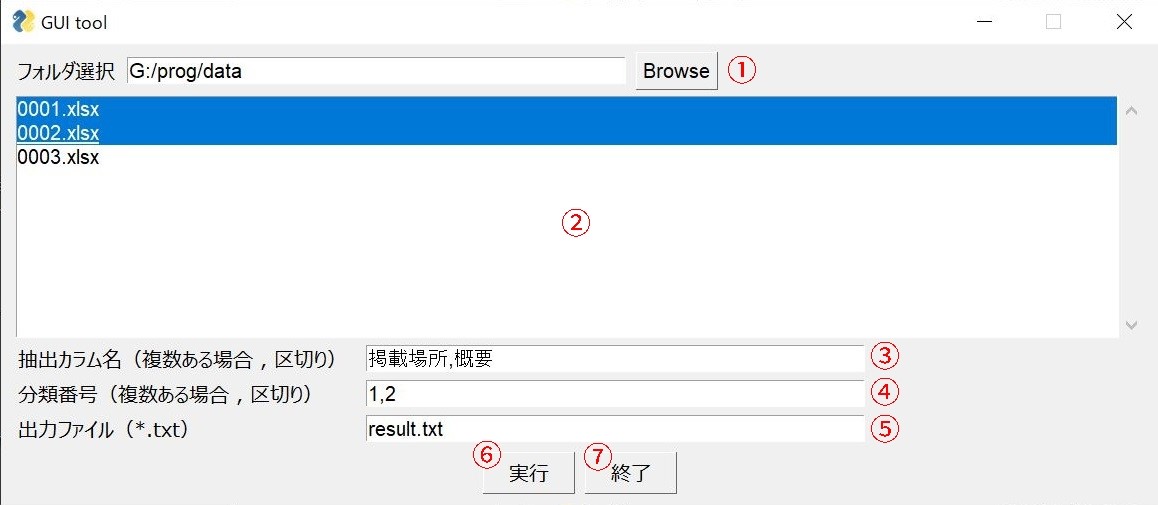 GUI tool
フォルダ選択 G:/prog/data Browse ①
0001.xlsx
0002.xlsx
0003.xlsx
②
抽出カラム名（複数ある場合 , 区切り） 掲載場所,概要 ③
分類番号（複数ある場合 , 区切り） 1,2 ④
出力ファイル（*.txt） result.txt ⑤
⑥ 実行 ⑦ 終了